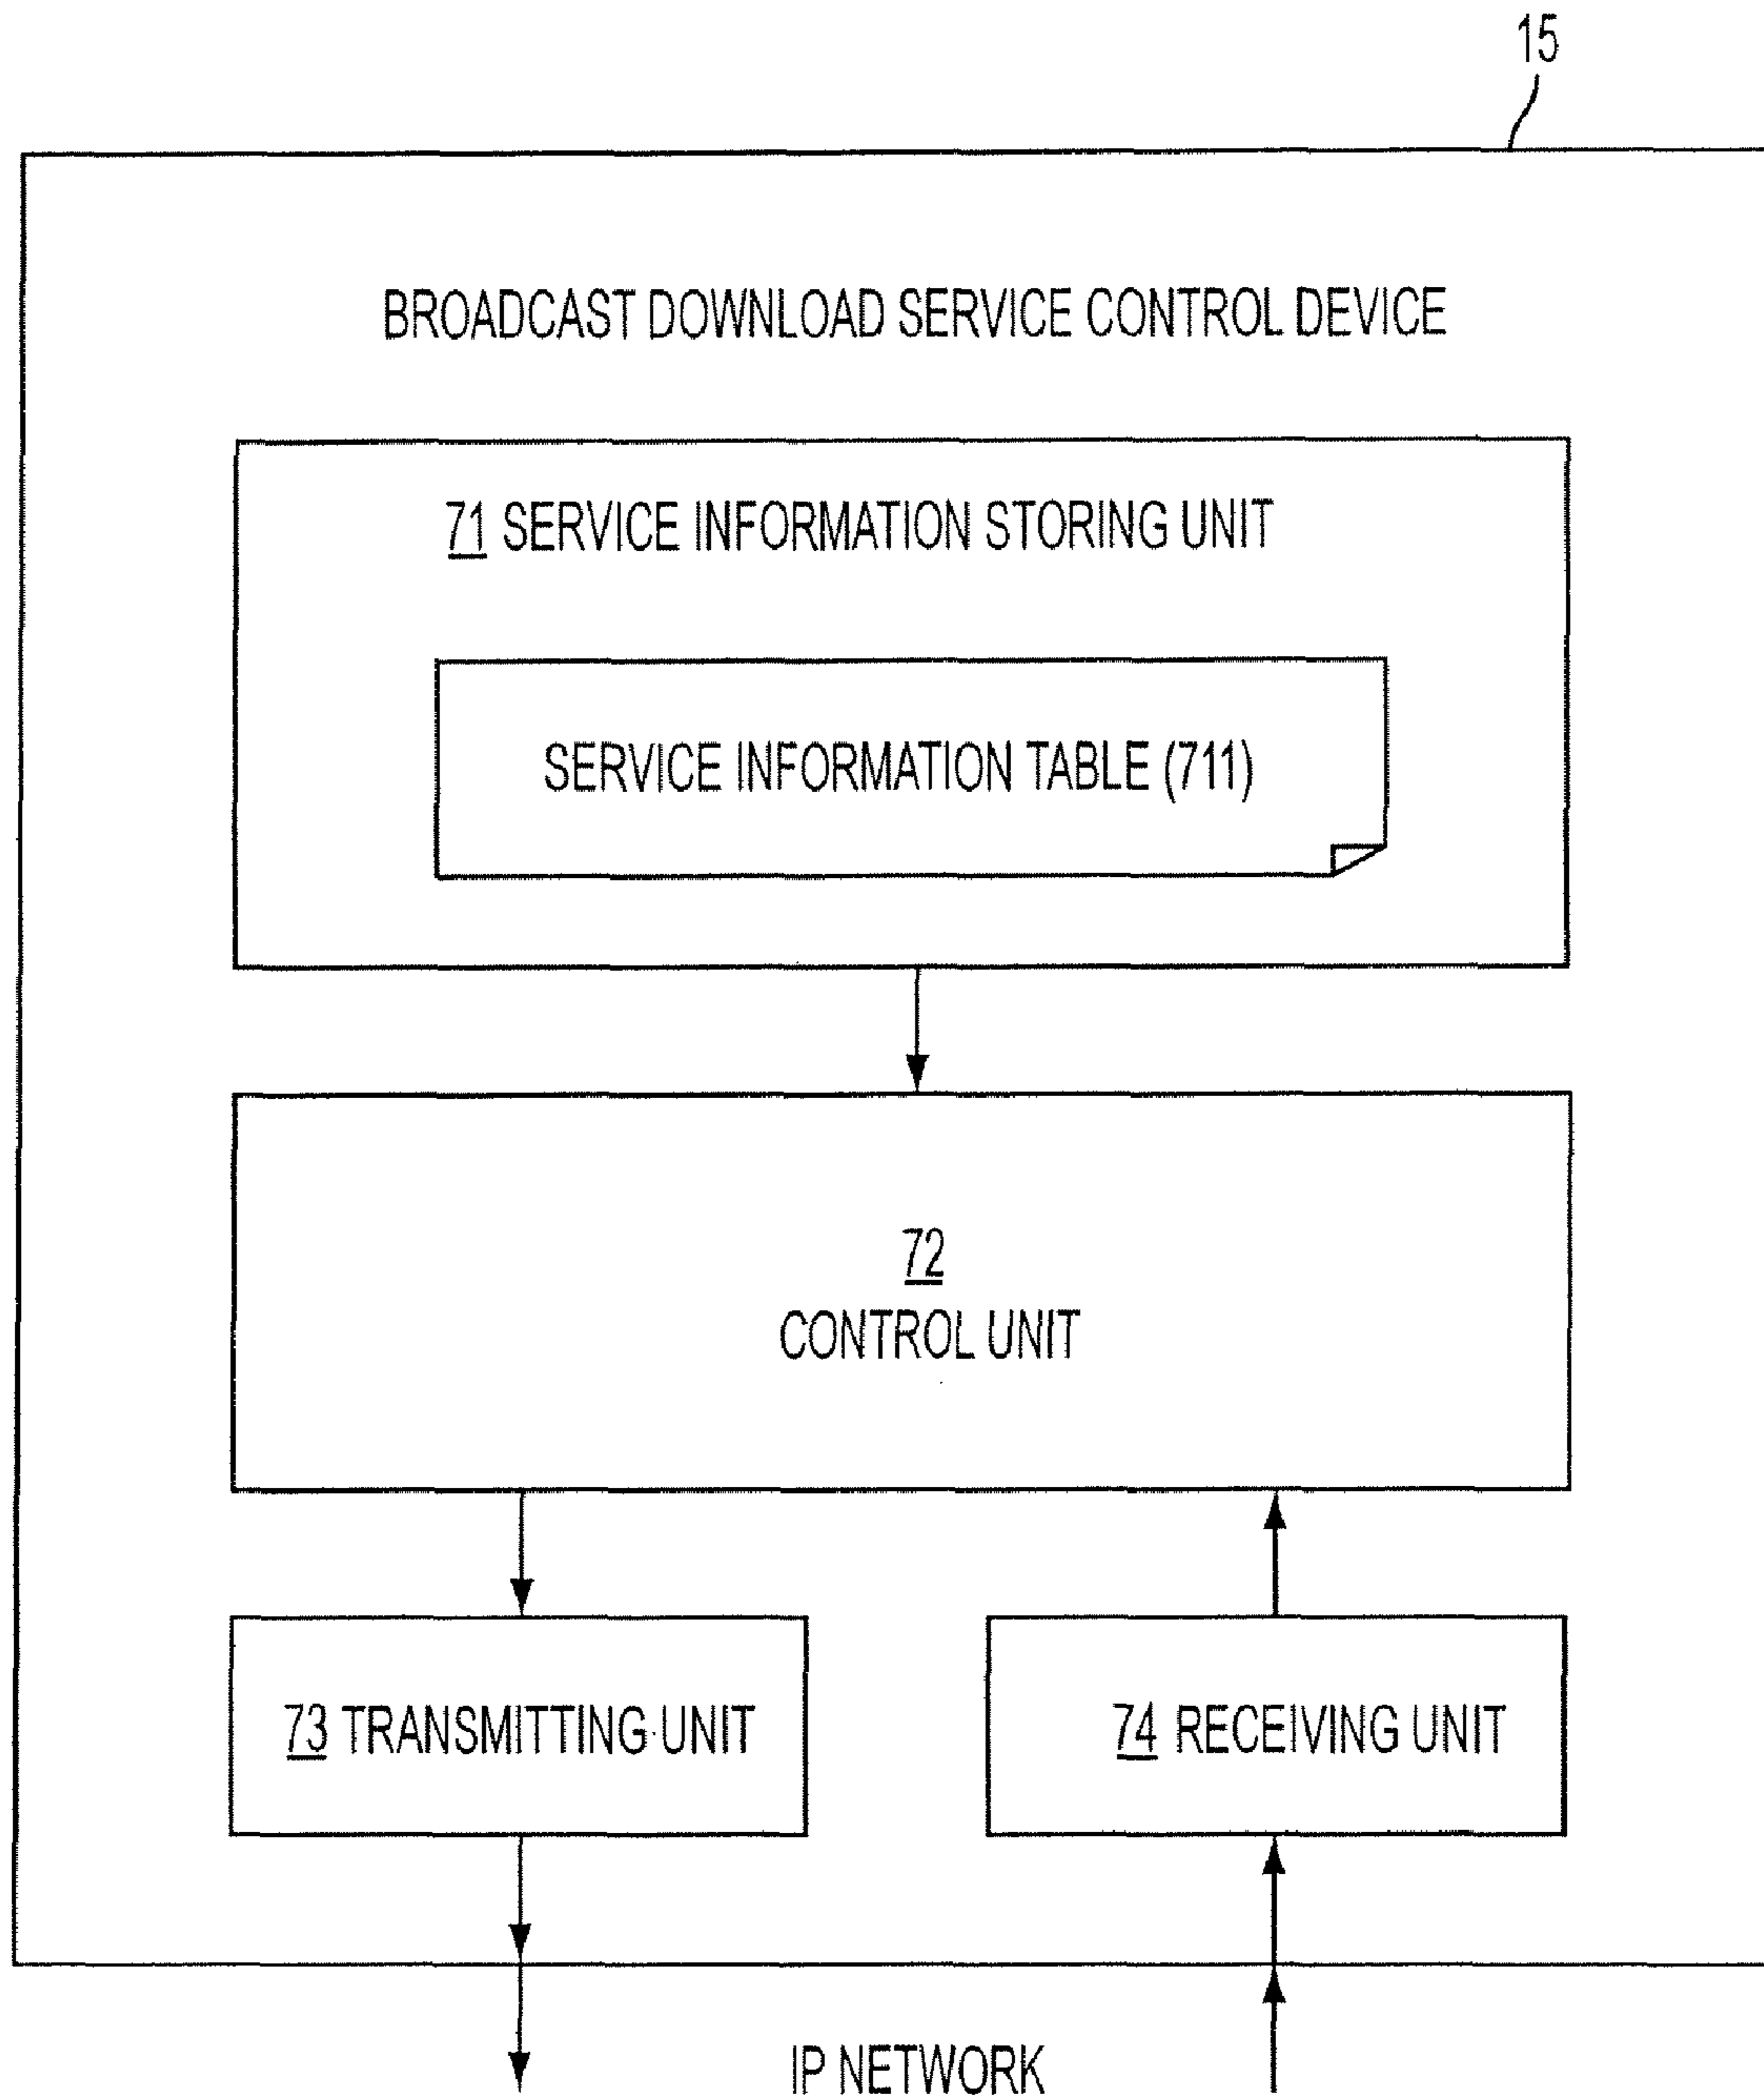 15
BROADCAST DOWNLOAD SERVICE CONTROL DEVICE
71 SERVICE INFORMATION STORING UNIT
SERVICE INFORMATION TABLE (711)
72
CONTROL UNIT
73 TRANSMITTING UNIT
74 RECEIVING UNIT
IP NETWORK